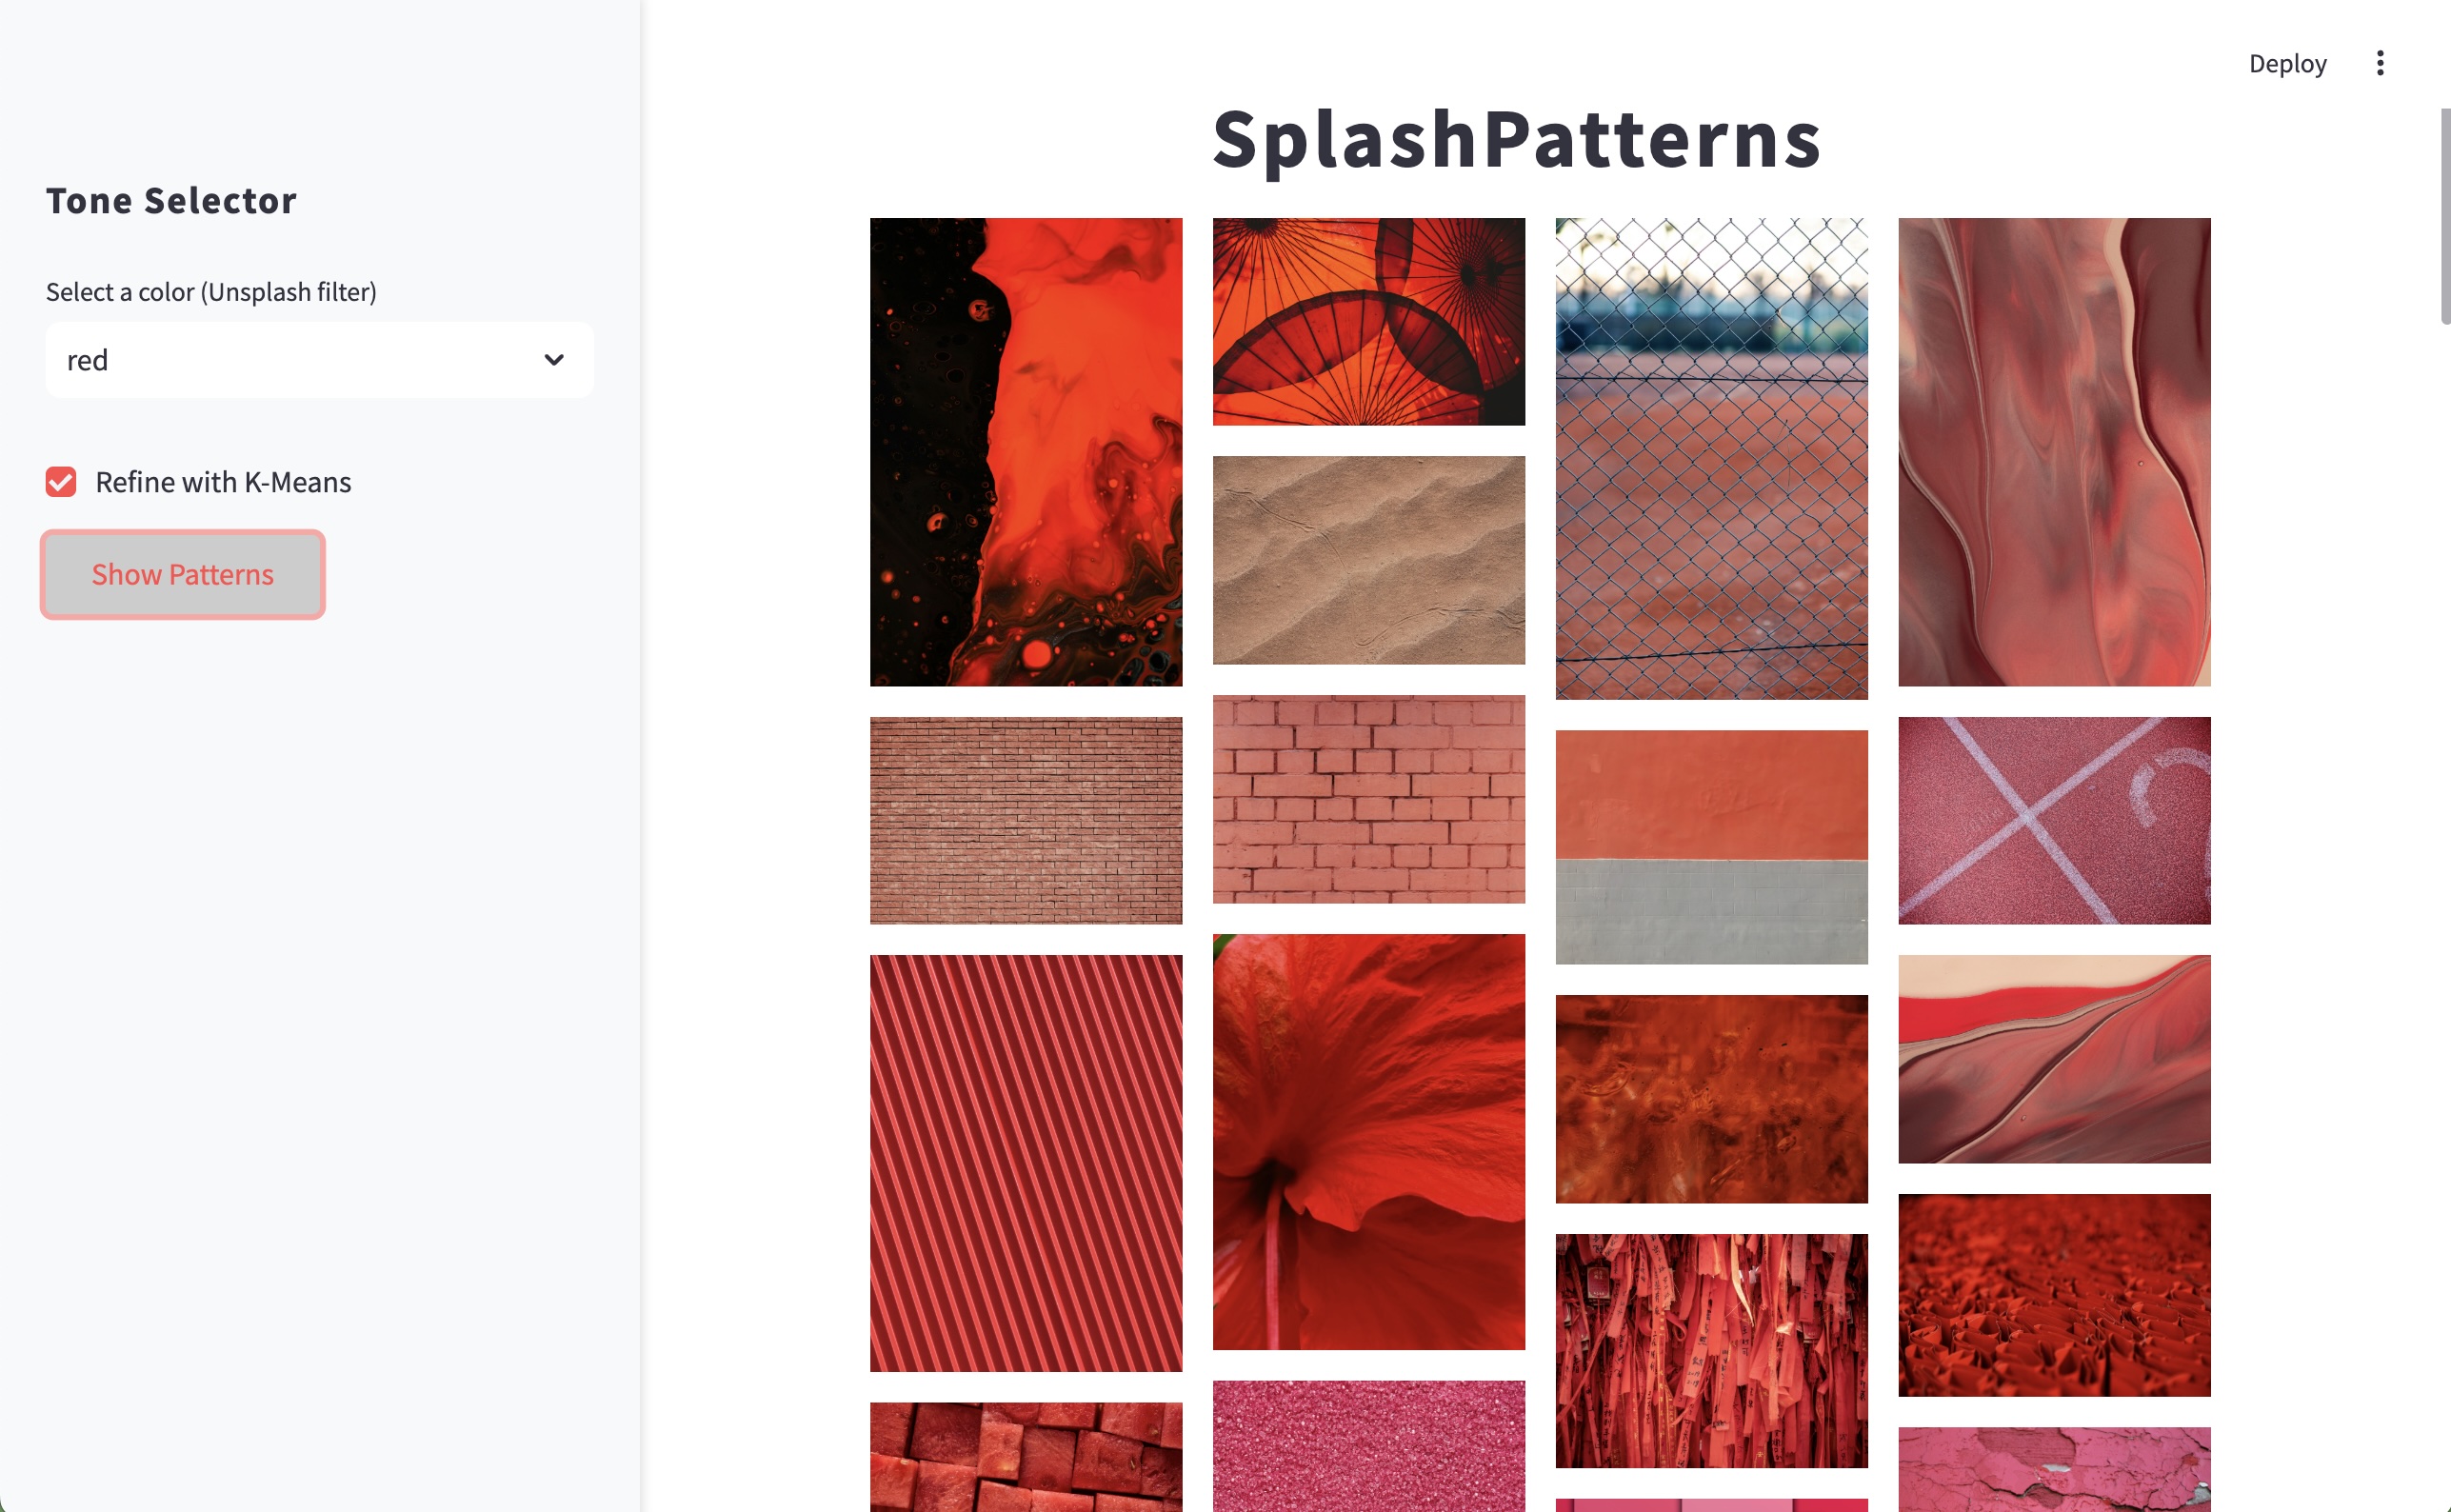 Deploy
SplashPatterns
Tone Selector
Select a color (Unsplash filter)
red
Refine with K-Means
Show Patterns